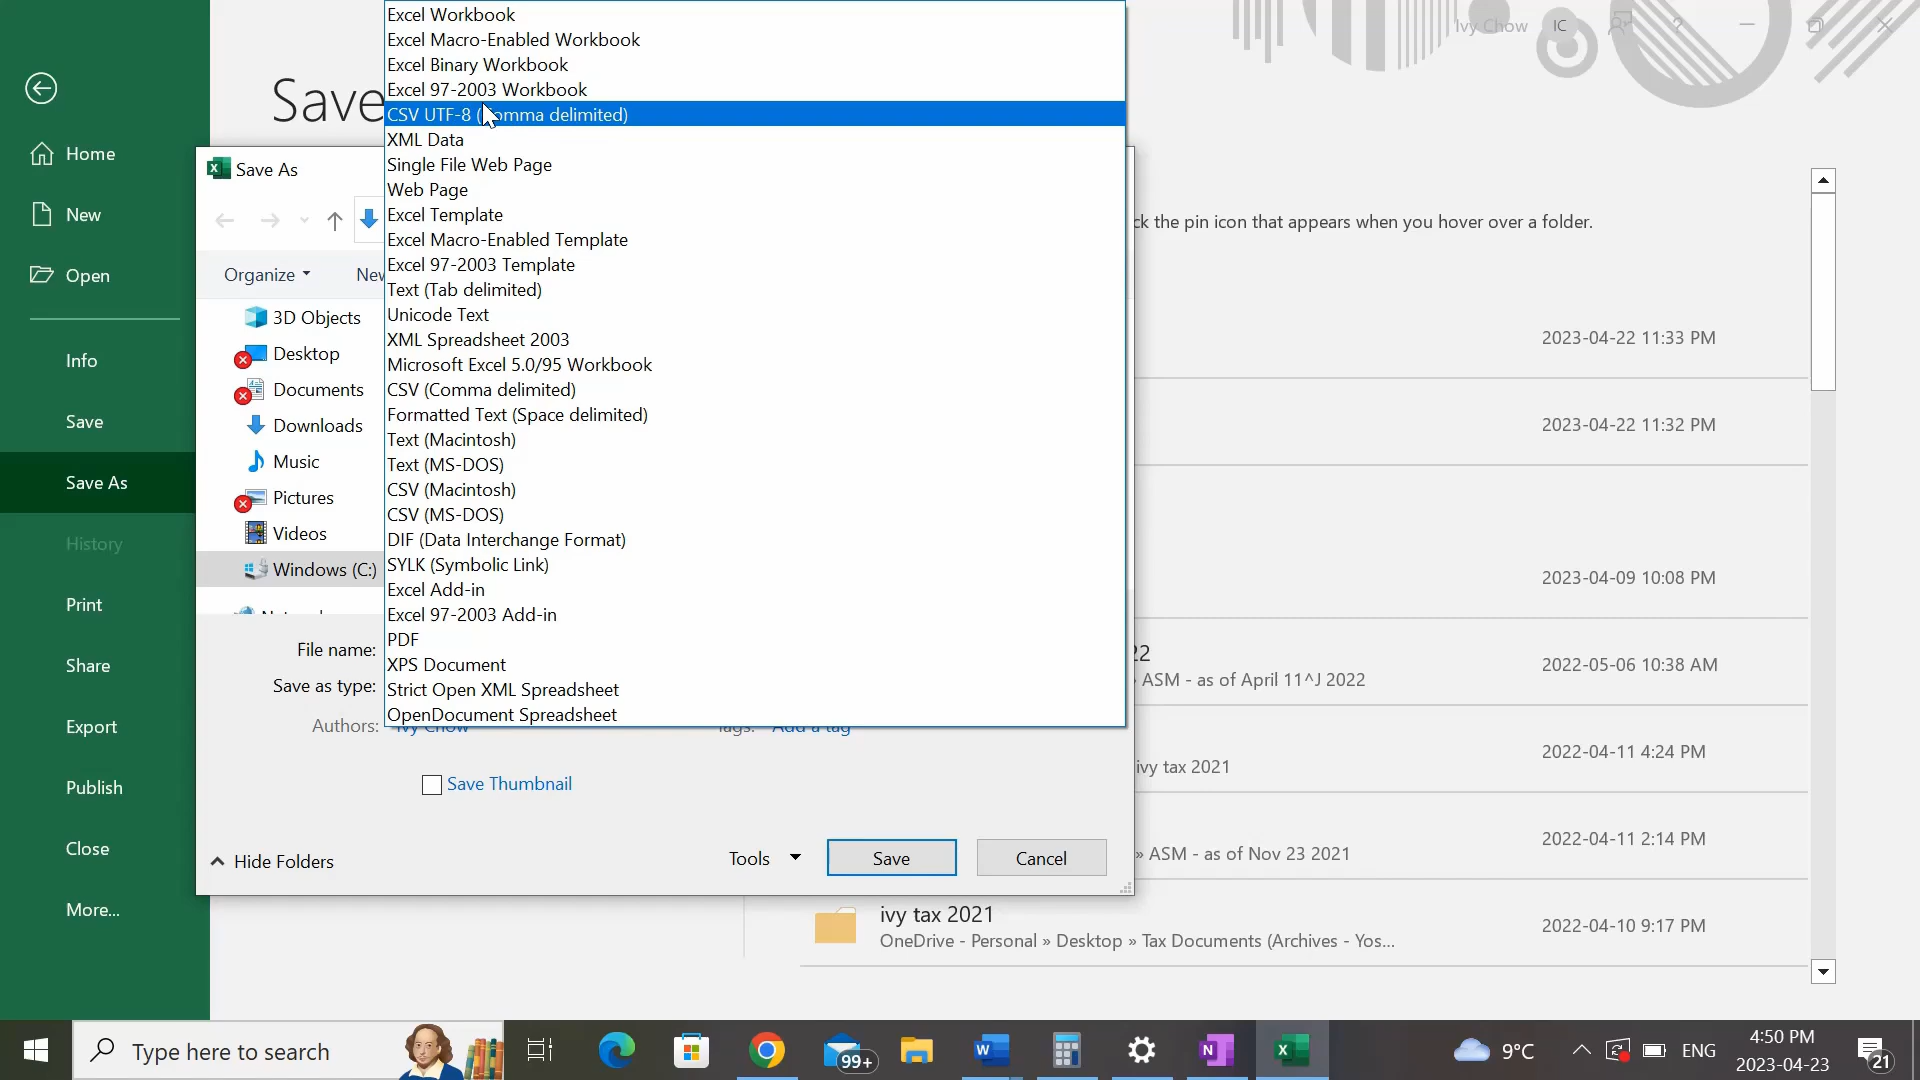 Ivy Chow IC ?
Save
Home
New
Open
Info
Save
Save As
History
Print
Share
Export
Publish
Close
More...
Save As
Organize
New
3D Objects
Desktop
Documents
Downloads
Music
Pictures
Videos
Windows (C:)
File name:
Save as type:
Authors: Ivy Chow
Tags: Add a tag
Save Thumbnail
Hide Folders
Tools
Save
Cancel
Excel Workbook
Excel Macro-Enabled Workbook
Excel Binary Workbook
Excel 97-2003 Workbook
CSV UTF-8 (Comma delimited)
XML Data
Single File Web Page
Web Page
Excel Template
Excel Macro-Enabled Template
Excel 97-2003 Template
Text (Tab delimited)
Unicode Text
XML Spreadsheet 2003
Microsoft Excel 5.0/95 Workbook
CSV (Comma delimited)
Formatted Text (Space delimited)
Text (Macintosh)
Text (MS-DOS)
CSV (Macintosh)
CSV (MS-DOS)
DIF (Data Interchange Format)
SYLK (Symbolic Link)
Excel Add-in
Excel 97-2003 Add-in
PDF
XPS Document
Strict Open XML Spreadsheet
OpenDocument Spreadsheet
ck the pin icon that appears when you hover over a folder.
2023-04-22 11:33 PM
2023-04-22 11:32 PM
2023-04-09 10:08 PM
22
» ASM - as of April 11^J 2022
2022-05-06 10:38 AM
ivy tax 2021
2022-04-11 4:24 PM
» ASM - as of Nov 23 2021
2022-04-11 2:14 PM
ivy tax 2021
OneDrive - Personal » Desktop » Tax Documents (Archives - Yos...
2022-04-10 9:17 PM
Type here to search
99+
9°C
ENG
4:50 PM
2023-04-23
21